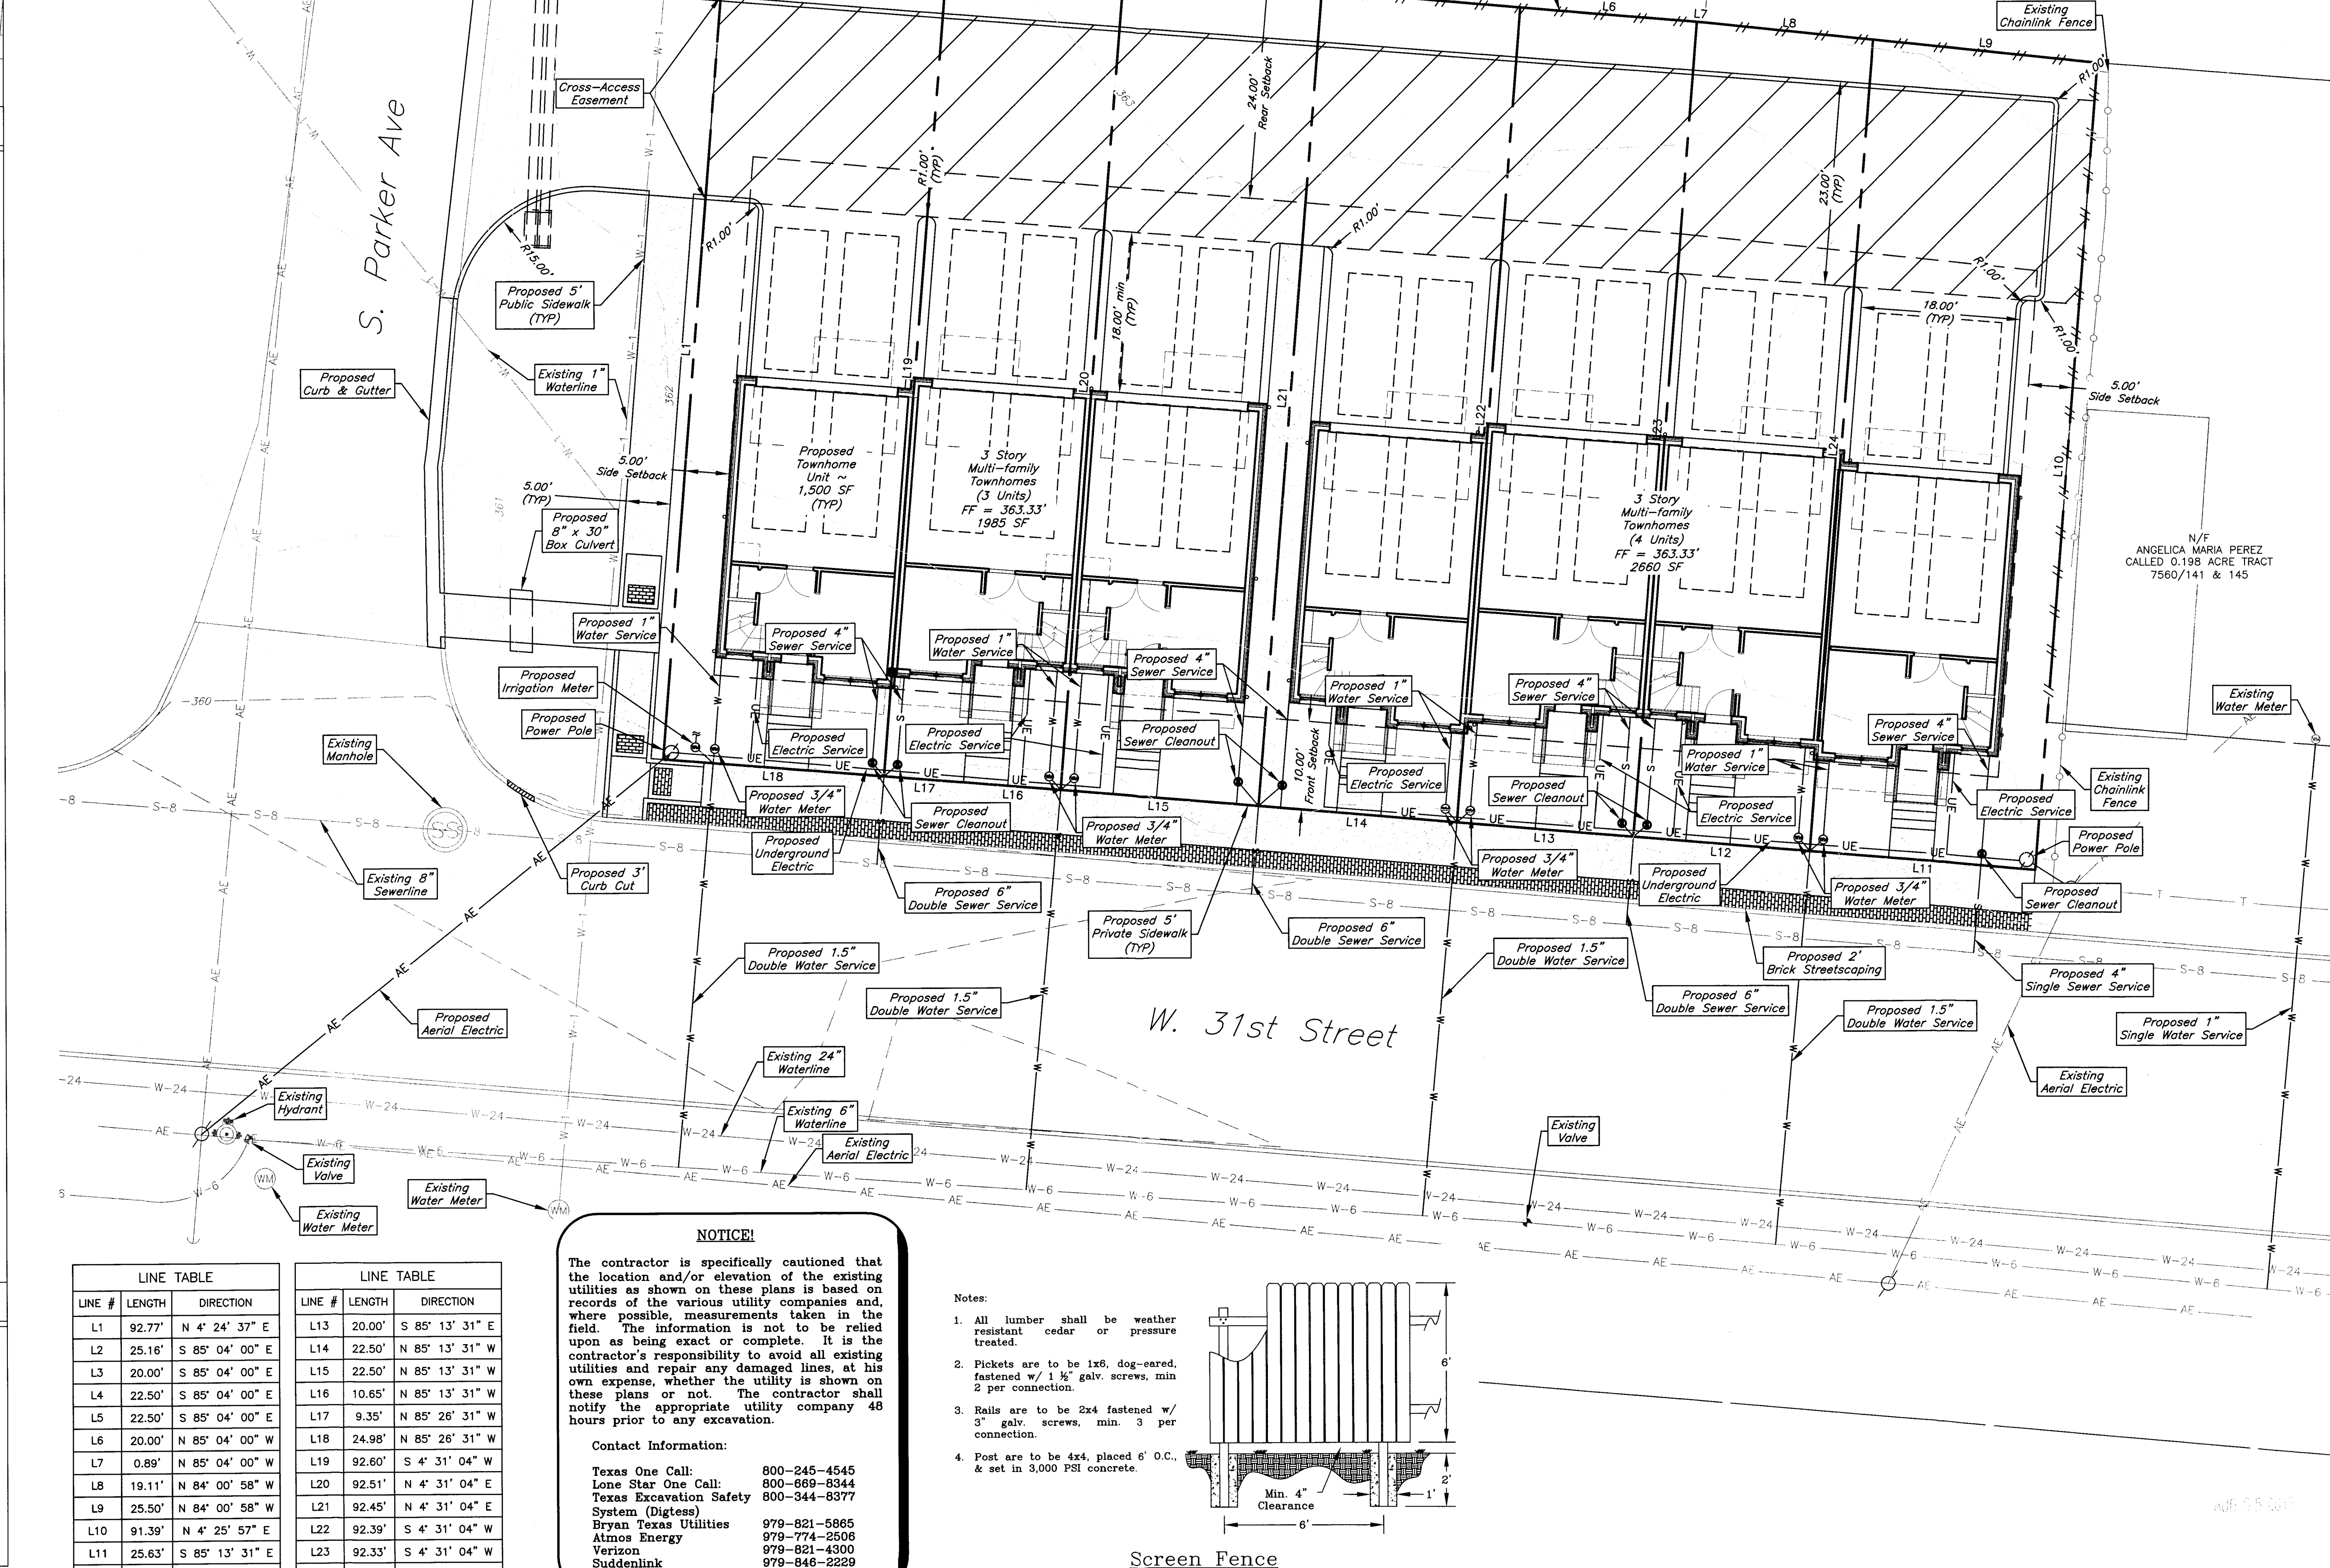 S. Parker Ave
W. 31st Street
Existing
Chainlink Fence
L6
L7
L8
L9
R1.00'
Cross-Access
Easement
24.00'
Rear Setback
363
R1.00'
(TYP)
23.00'
(TYP)
R1.00'
R1.00'
R15.00'
Proposed 5'
Public Sidewalk
(TYP)
18.00' min
(TYP)
18.00'
(TYP)
R1.00'
R1.00'
Proposed
Curb & Gutter
Existing 1"
Waterline
L1
362
L19
L20
L21
L22
L23
L24
L10
5.00'
Side Setback
5.00'
Side Setback
5.00'
(TYP)
361
Proposed
8" x 30"
Box Culvert
Proposed
Townhome
Unit ~
1,500 SF
(TYP)
3 Story
Multi-family
Townhomes
(3 Units)
FF = 363.33'
1985 SF
3 Story
Multi-family
Townhomes
(4 Units)
FF = 363.33'
2660 SF
N/F
ANGELICA MARIA PEREZ
CALLED 0.198 ACRE TRACT
7560/141 & 145
Proposed 1"
Water Service
Proposed 4"
Sewer Service
Proposed 1"
Water Service
Proposed 4"
Sewer Service
Proposed 1"
Water Service
Proposed 4"
Sewer Service
Proposed 4"
Sewer Service
Existing
Water Meter
Proposed
Irrigation Meter
Proposed
Power Pole
360
Existing
Manhole
Proposed
Electric Service
Proposed
Electric Service
Proposed
Sewer Cleanout
10.00'
Front Setback
Proposed
Electric Service
Proposed
Sewer Cleanout
Proposed 1"
Water Service
Proposed
Electric Service
Proposed
Electric Service
Existing
Chainlink
Fence
L18
L17
L16
L15
L14
L13
L12
L11
Proposed 3/4"
Water Meter
Proposed
Sewer Cleanout
Proposed 3/4"
Water Meter
Proposed 3/4"
Water Meter
Proposed 3/4"
Water Meter
Proposed
Power Pole
Proposed
Sewer Cleanout
Existing 8"
Sewerline
Proposed 3'
Curb Cut
Proposed
Underground
Electric
Proposed 6"
Double Sewer Service
Proposed 5'
Private Sidewalk
(TYP)
Proposed 6"
Double Sewer Service
Proposed
Underground
Electric
Proposed 1.5"
Double Water Service
Proposed 1.5"
Double Water Service
Proposed 1.5"
Double Water Service
Proposed 2'
Brick Streetscaping
Proposed 6"
Double Sewer Service
Proposed 1.5"
Double Water Service
Proposed 4"
Single Sewer Service
Proposed 1"
Single Water Service
Proposed
Aerial Electric
Existing 24"
Waterline
Existing 6"
Waterline
Existing
Aerial Electric
Existing
Aerial Electric
Existing
Valve
Existing
Hydrant
Existing
Valve
Existing
Water Meter
Existing
Water Meter
WM
WM
LINE TABLE
LINE # LENGTH DIRECTION
L1 92.77' N 4° 24' 37" E
L2 25.16' S 85° 04' 00" E
L3 20.00' S 85° 04' 00" E
L4 22.50' S 85° 04' 00" E
L5 22.50' S 85° 04' 00" E
L6 20.00' N 85° 04' 00" W
L7 0.89' N 85° 04' 00" W
L8 19.11' N 84° 00' 58" W
L9 25.50' N 84° 00' 58" W
L10 91.39' N 4° 25' 57" E
L11 25.63' S 85° 13' 31" E
LINE TABLE
LINE # LENGTH DIRECTION
L13 20.00' S 85° 13' 31" E
L14 22.50' N 85° 13' 31" W
L15 22.50' N 85° 13' 31" W
L16 10.65' N 85° 13' 31" W
L17 9.35' N 85° 26' 31" W
L18 24.98' N 85° 26' 31" W
L19 92.60' S 4° 31' 04" W
L20 92.51' N 4° 31' 04" E
L21 92.45' N 4° 31' 04" E
L22 92.39' S 4° 31' 04" W
L23 92.33' S 4° 31' 04" W
NOTICE!
The contractor is specifically cautioned that
the location and/or elevation of the existing
utilities as shown on these plans is based on
records of the various utility companies and,
where possible, measurements taken in the
field. The information is not to be relied
upon as being exact or complete. It is the
contractor's responsibility to avoid all existing
utilities and repair any damaged lines, at his
own expense, whether the utility is shown on
these plans or not. The contractor shall
notify the appropriate utility company 48
hours prior to any excavation.
Contact Information:
Texas One Call: 800-245-4545
Lone Star One Call: 800-669-8344
Texas Excavation Safety 800-344-8377
System (Digtess)
Bryan Texas Utilities 979-821-5865
Atmos Energy 979-774-2506
Verizon 979-821-4300
Suddenlink 979-846-2229
Notes:
1. All lumber shall be weather
resistant cedar or pressure
treated.
2. Pickets are to be 1x6, dog-eared,
fastened w/ 1 ½" galv. screws, min
2 per connection.
3. Rails are to be 2x4 fastened w/
3" galv. screws, min. 3 per
connection.
4. Post are to be 4x4, placed 6' O.C.,
& set in 3,000 PSI concrete.
6'
2'
1'
Min. 4"
Clearance
6'
Screen Fence